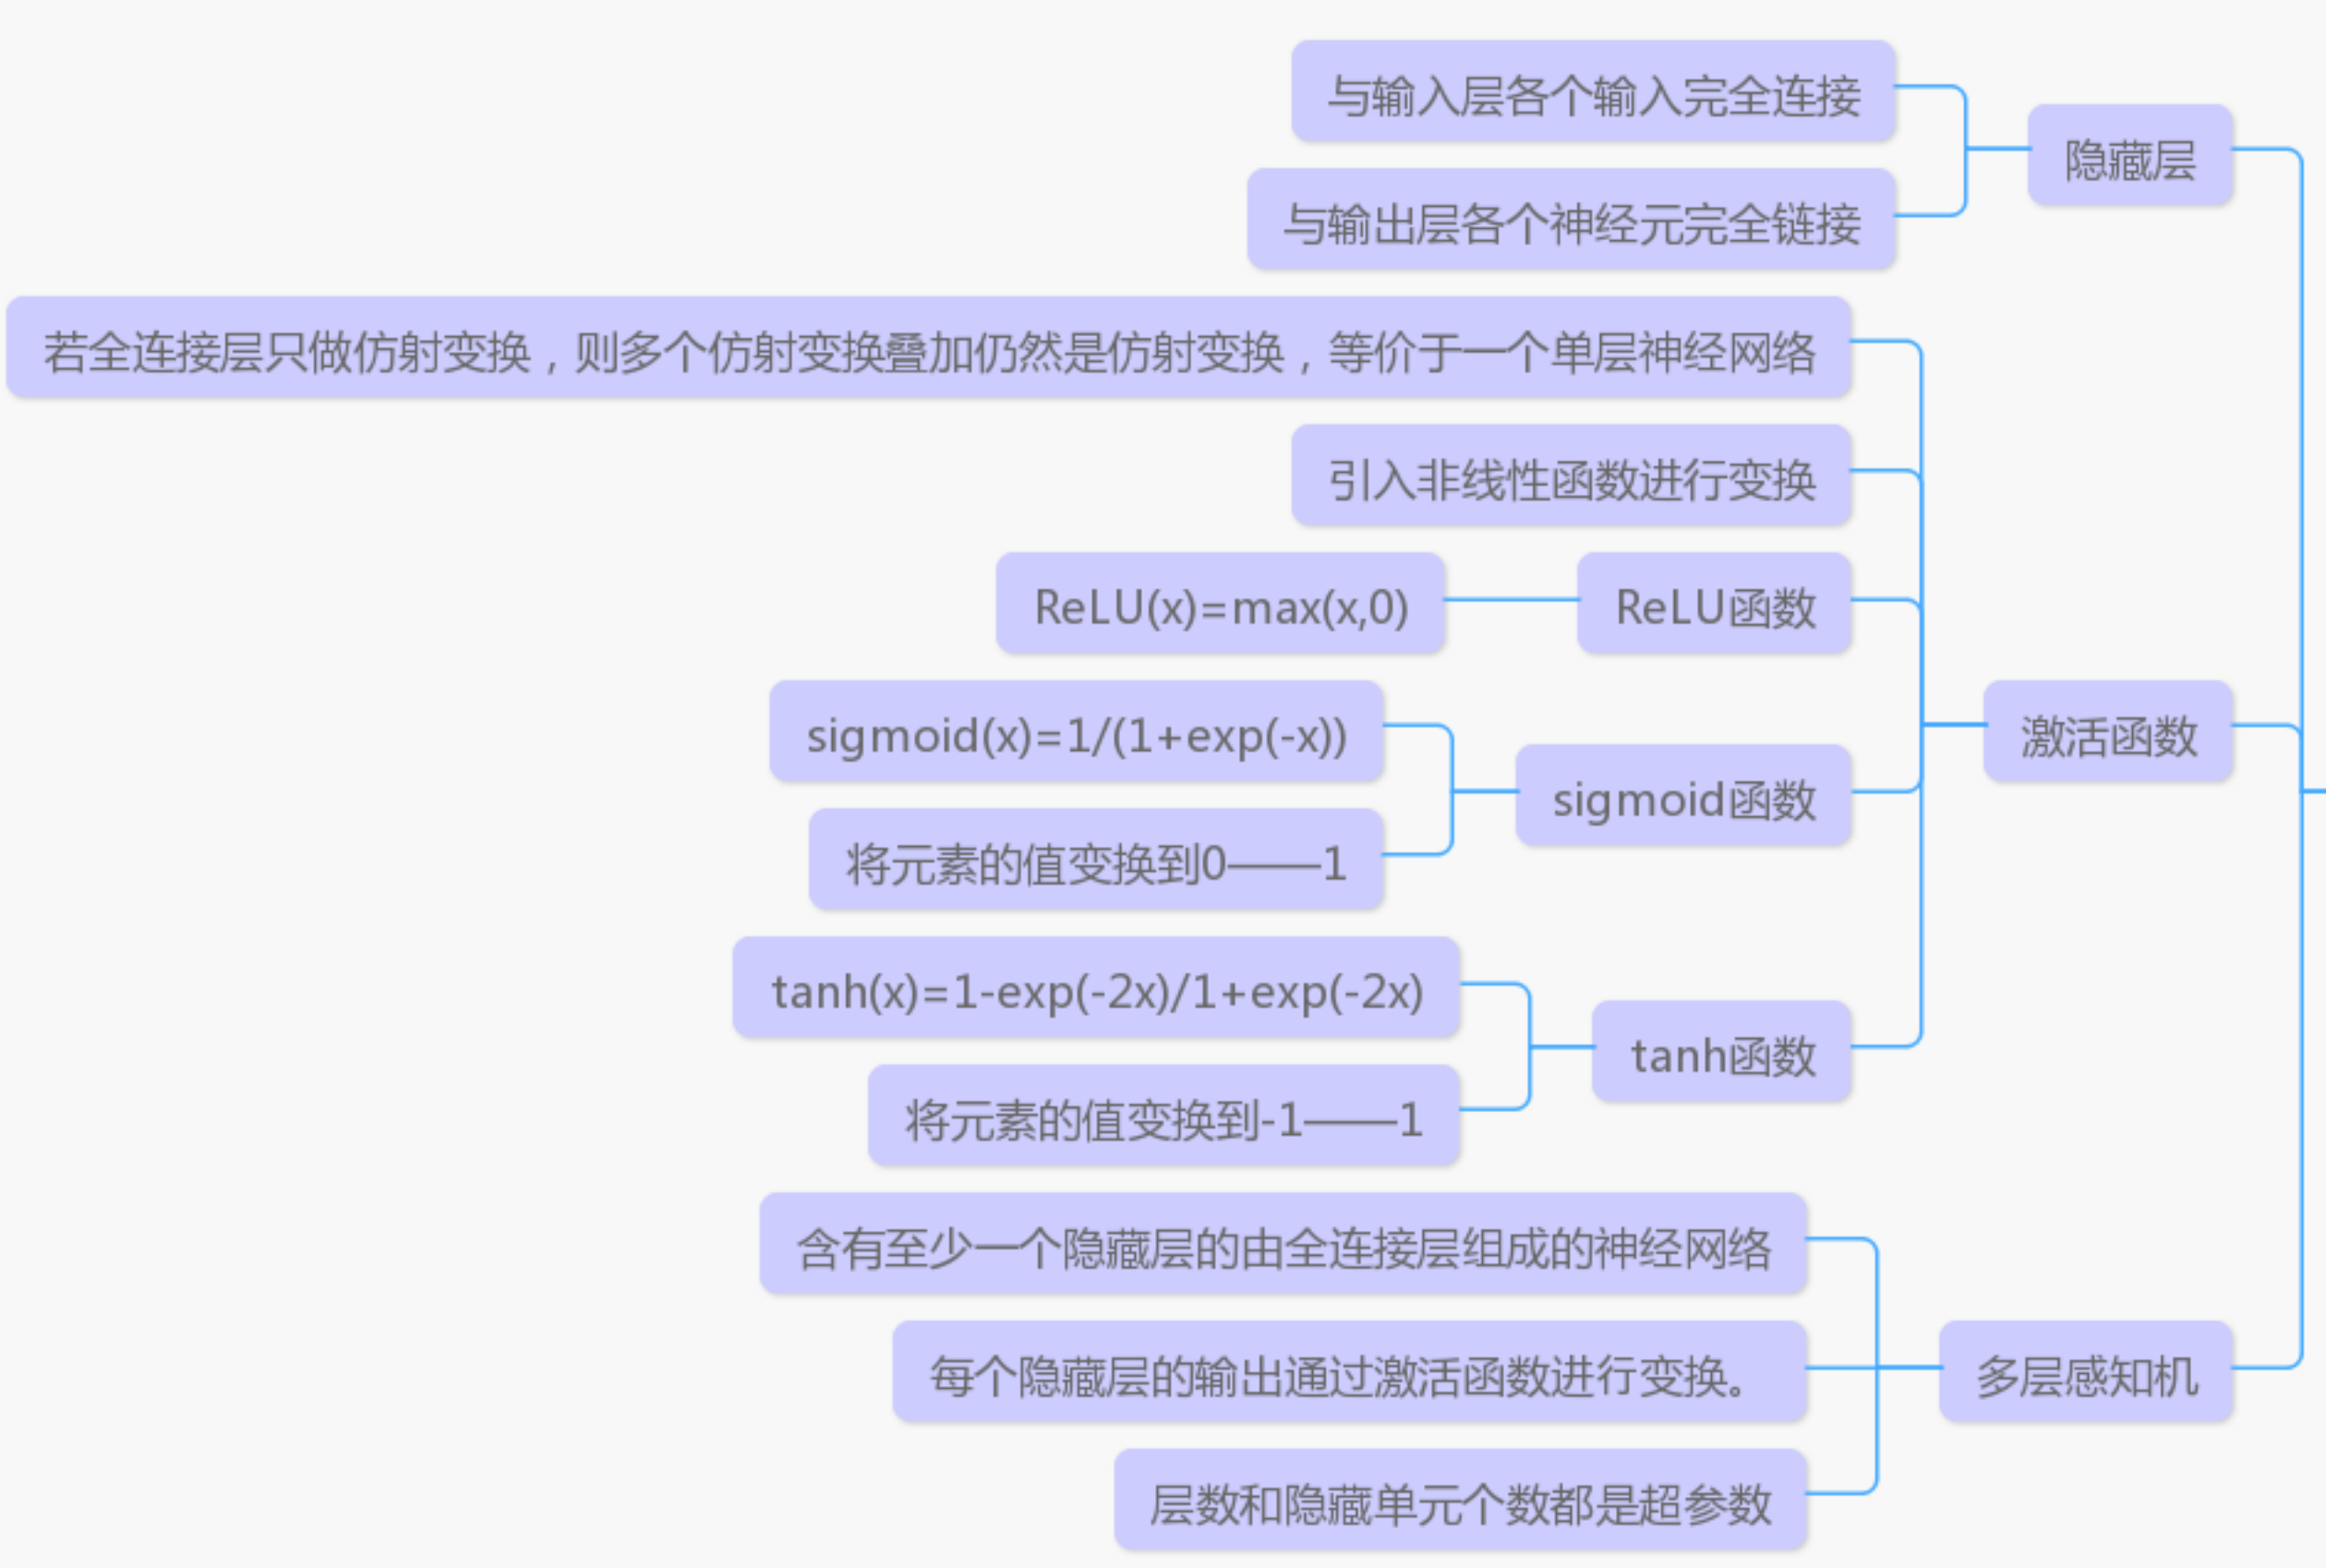 与输入层各个输入完全连接
隐藏层
与输出层各个神经元完全链接
若全连接层只做仿射变换，则多个仿射变换叠加仍然是仿射变换，等价于一个单层神经网络
引入非线性函数进行变换
ReLU(x)=max(x,0)
ReLU函数
sigmoid(x)=1/(1+exp(-x))
激活函数
sigmoid函数
将元素的值变换到0——1
tanh(x)=1-exp(-2x)/1+exp(-2x)
tanh函数
将元素的值变换到-1——1
含有至少一个隐藏层的由全连接层组成的神经网络
每个隐藏层的输出通过激活函数进行变换。
多层感知机
层数和隐藏单元个数都是超参数